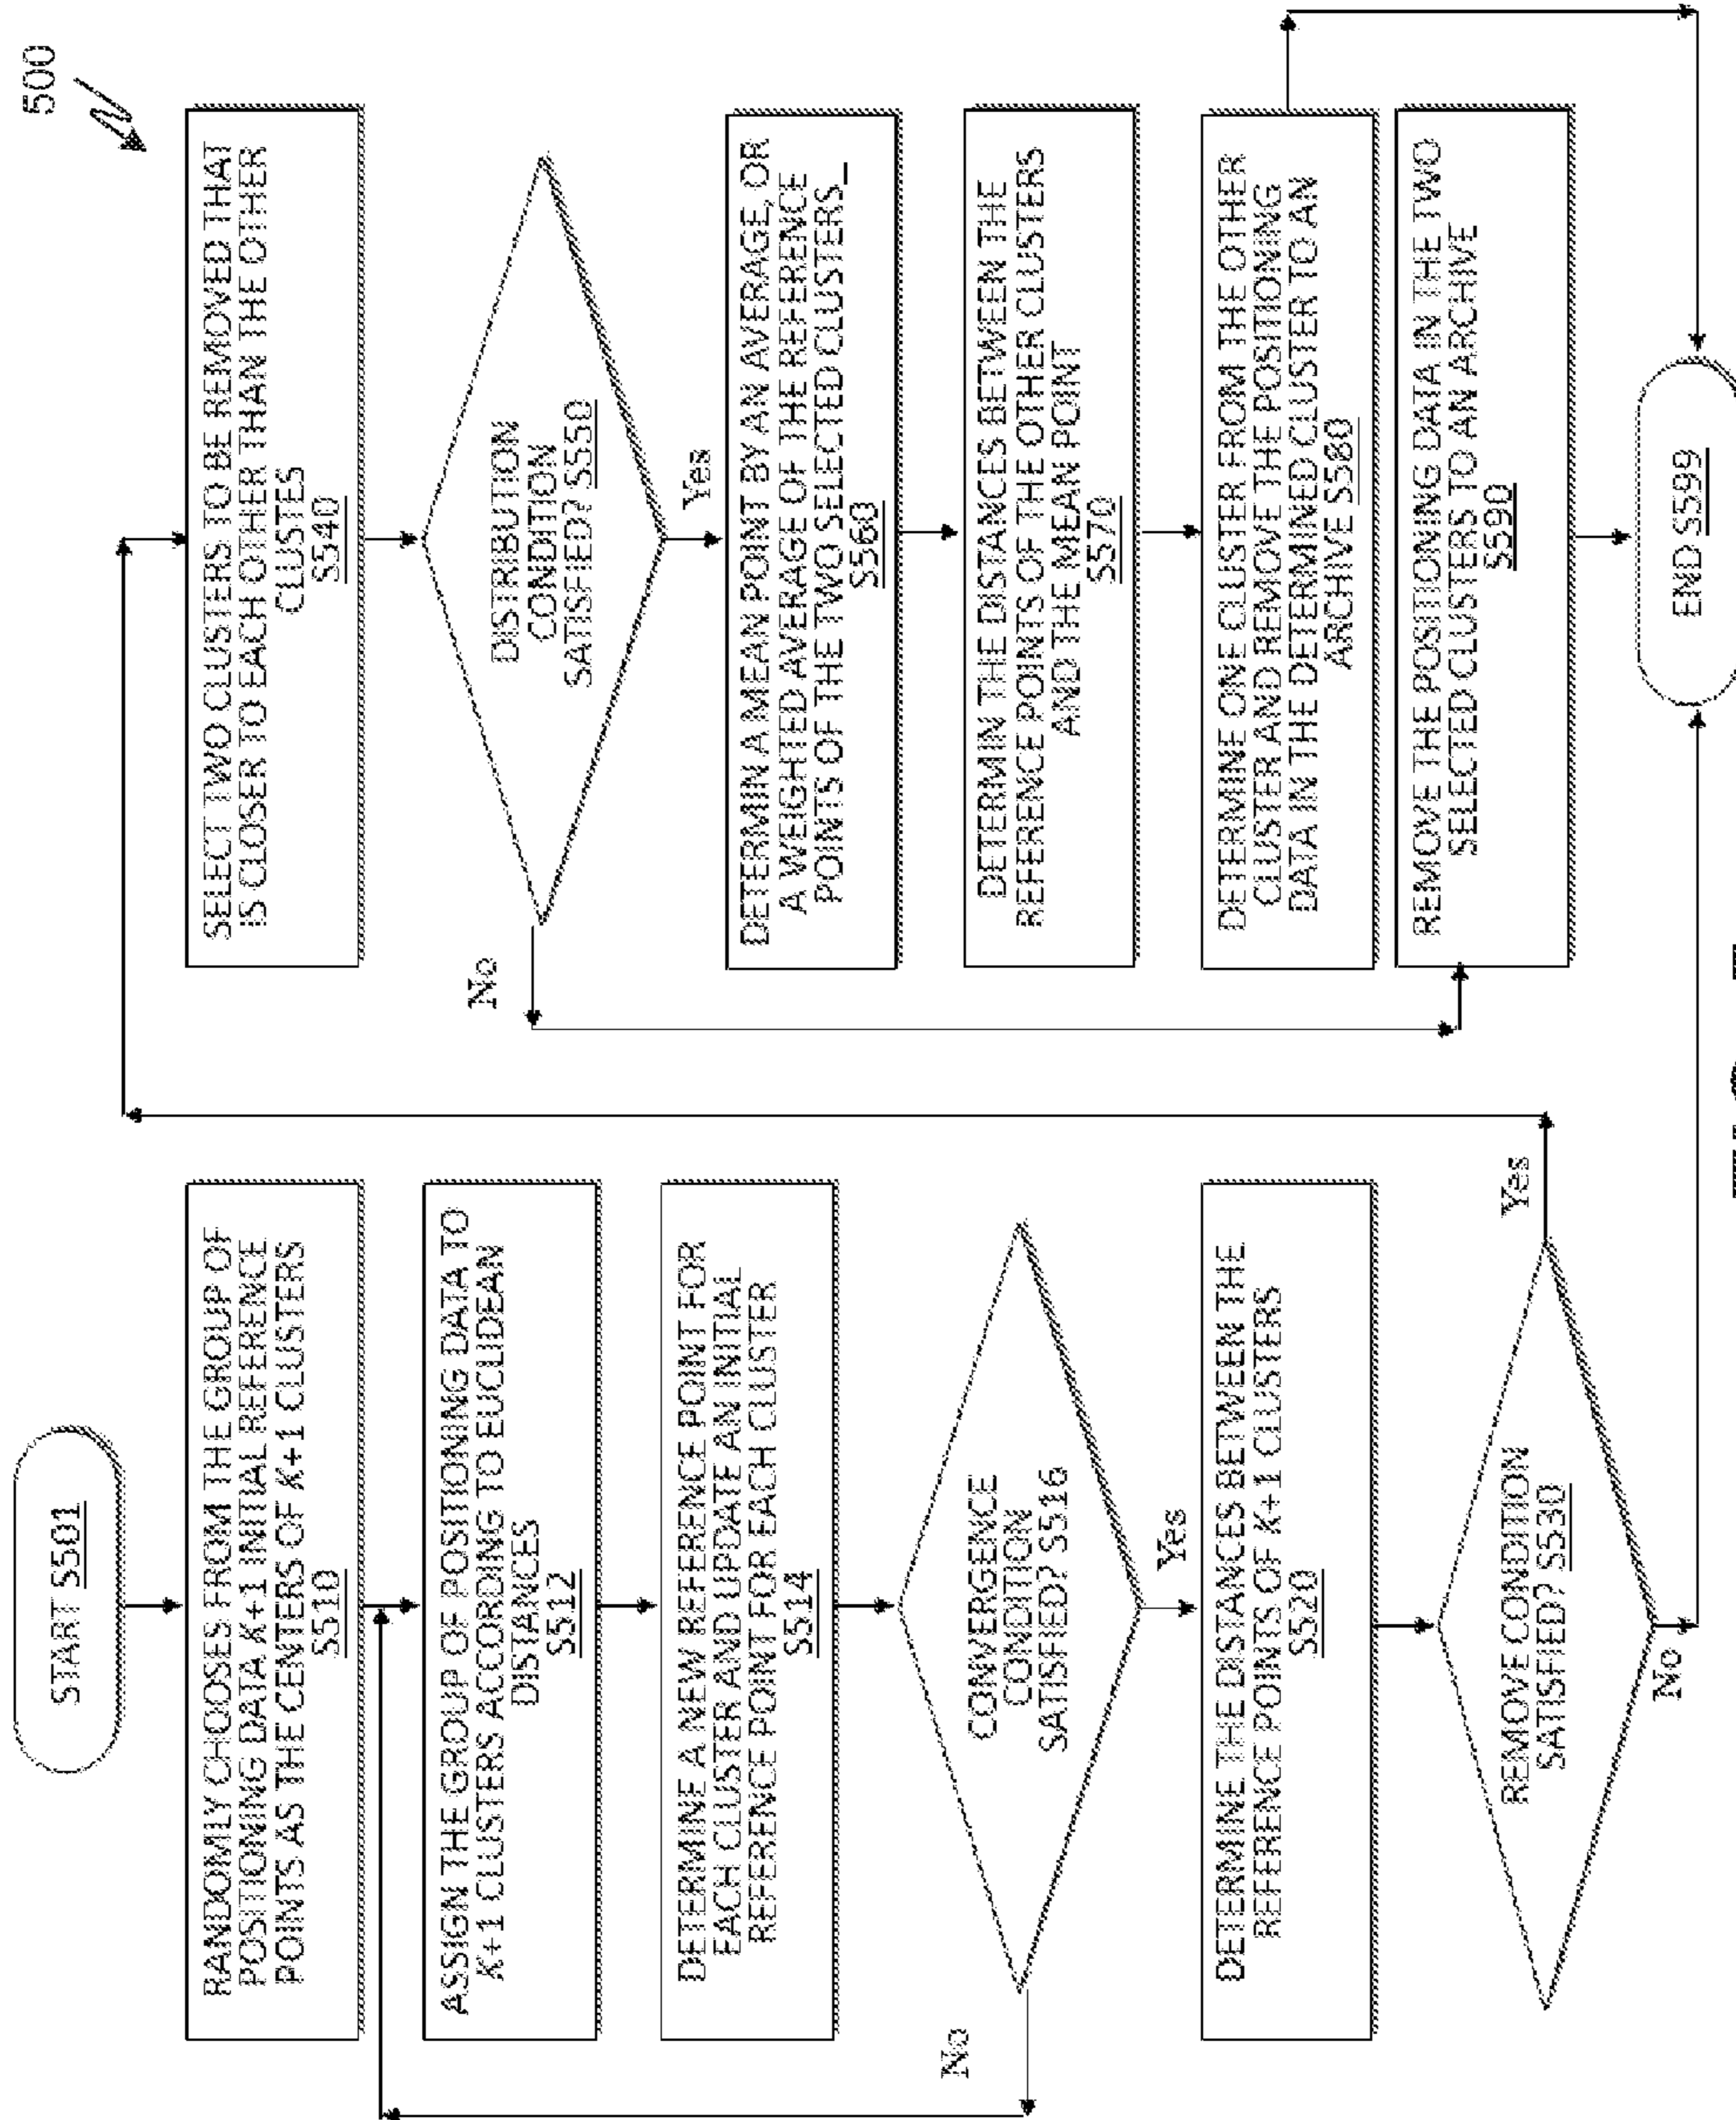 500
START S501
RANDOMLY CHOOSES FROM THE GROUP OF
POSITIONING DATA K+1 INITIAL REFERENCE
POINTS AS THE CENTERS OF K+1 CLUSTERS
S510
ASSIGN THE GROUP OF POSITIONING DATA TO
K+1 CLUSTERS ACCORDING TO EUCLIDEAN
DISTANCES
S512
DETERMINE A NEW REFERENCE POINT FOR
EACH CLUSTER AND UPDATE AN INITIAL
REFERENCE POINT FOR EACH CLUSTER
S514
CONVERGENCE
CONDITION
SATISFIED? S516
No
Yes
DETERMINE THE DISTANCES BETWEEN THE
REFERENCE POINTS OF K+1 CLUSTERS
S520
REMOVE CONDITION
SATISFIED? S530
Yes
No
SELECT TWO CLUSTERS TO BE REMOVED THAT
IS CLOSER TO EACH OTHER THAN THE OTHER
CLUSTES
S540
DISTRIBUTION
CONDITION
SATISFIED? S550
No
Yes
DETERMIN A MEAN POINT BY AN AVERAGE, OR
A WEIGHTED AVERAGE OF THE REFERENCE
POINTS OF THE TWO SELECTED CLUSTERS_
S560
DETERMIN THE DISTANCES BETWEEN THE
REFERENCE POINTS OF THE OTHER CLUSTERS
AND THE MEAN POINT
S570
DETERMINE ONE CLUSTER FROM THE OTHER
CLUSTER AND REMOVE THE POSITIONING
DATA IN THE DETERMINED CLUSTER TO AN
ARCHIVE S580
REMOVE THE POSITIONING DATA IN THE TWO
SELECTED CLUSTERS TO AN ARCHIVE
S590
END S599